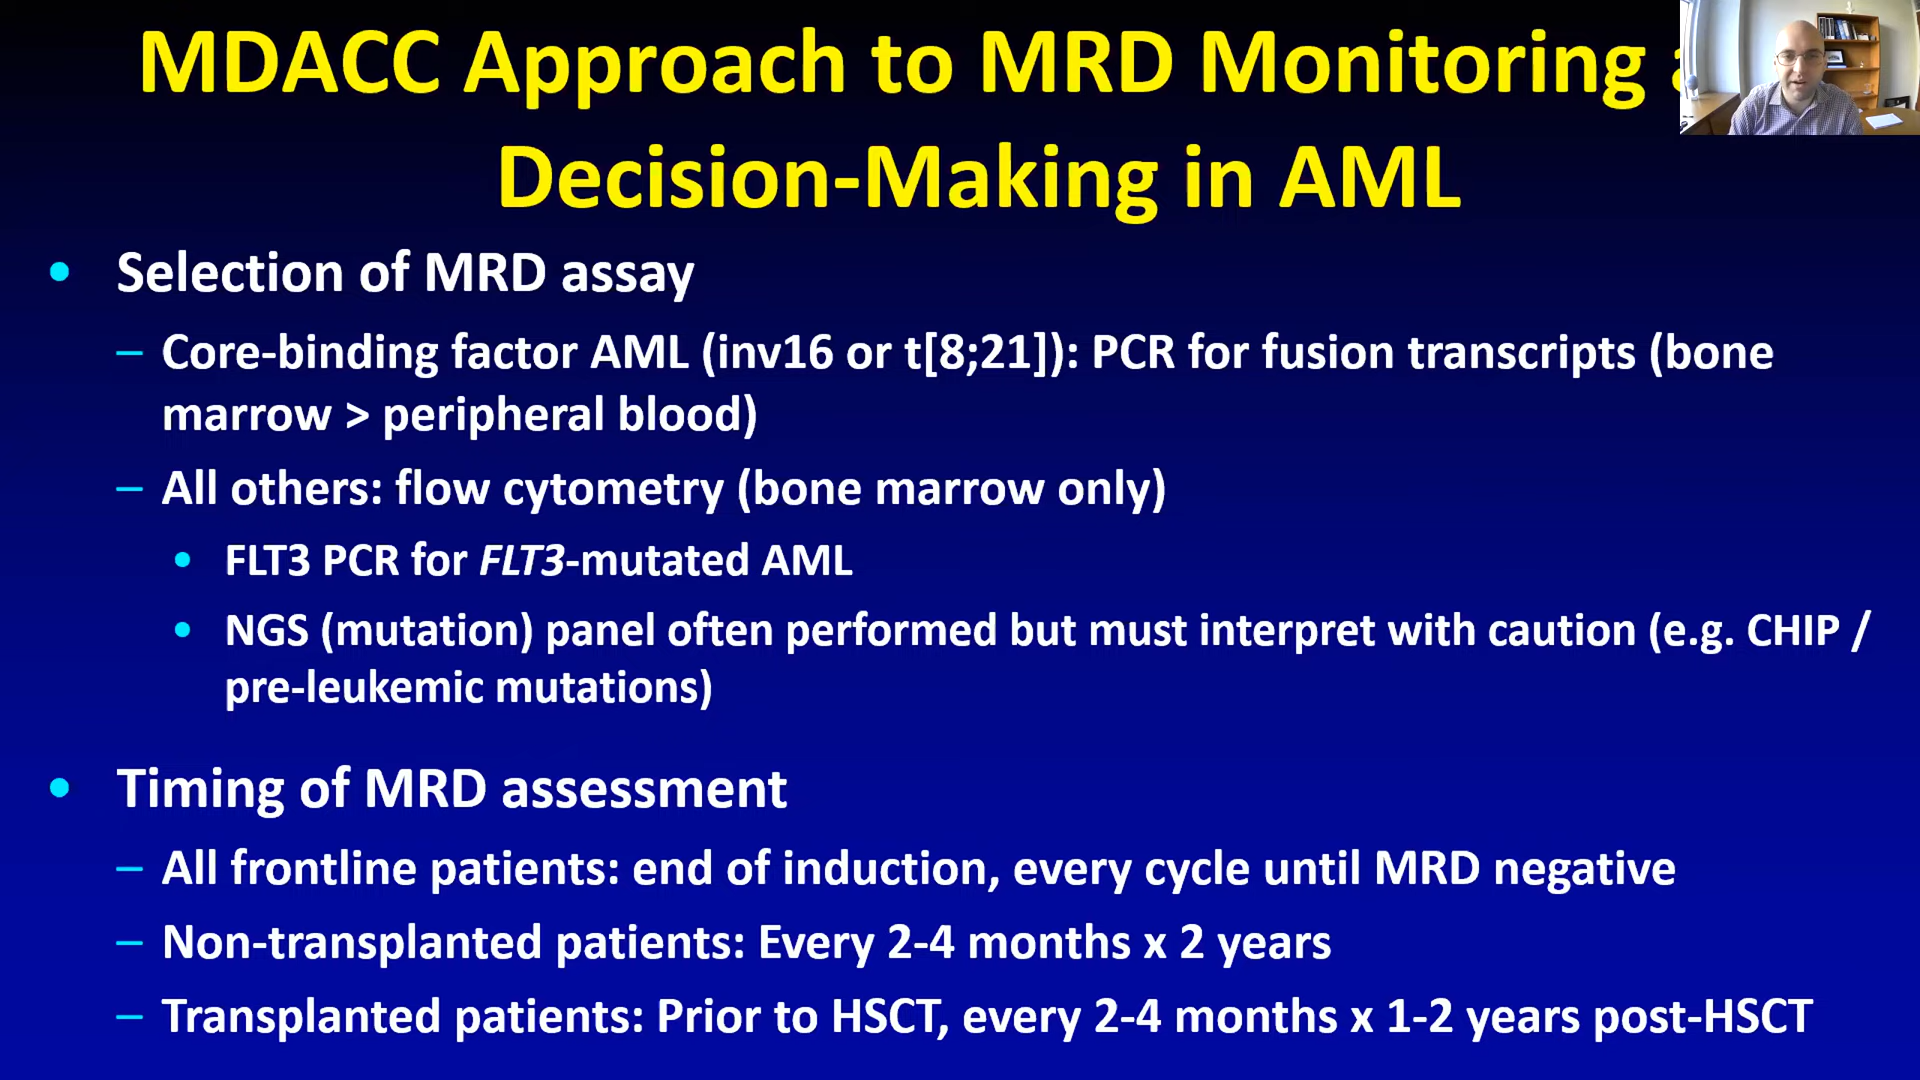 MDACC Approach to MRD Monitoring
Decision-Making in AML
• Selection of MRD assay
– Core-binding factor AML (inv16 or t[8;21]): PCR for fusion transcripts (bone
marrow > peripheral blood)
– All others: flow cytometry (bone marrow only)
• FLT3 PCR for FLT3-mutated AML
• NGS (mutation) panel often performed but must interpret with caution (e.g. CHIP /
pre-leukemic mutations)
• Timing of MRD assessment
– All frontline patients: end of induction, every cycle until MRD negative
– Non-transplanted patients: Every 2-4 months x 2 years
– Transplanted patients: Prior to HSCT, every 2-4 months x 1-2 years post-HSCT